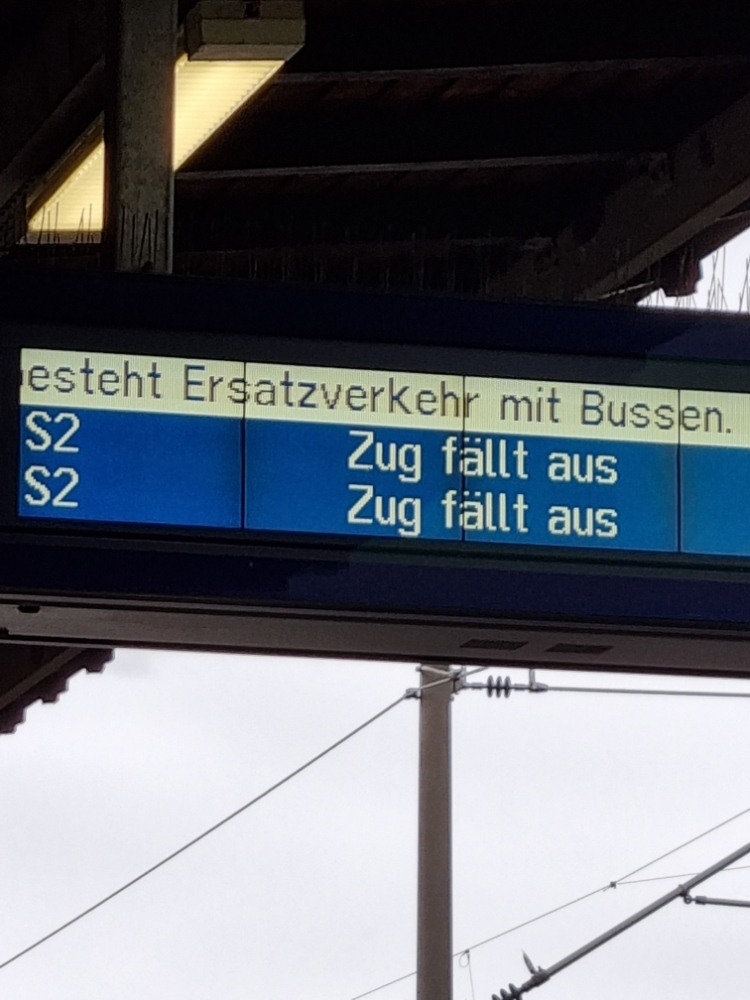 esteht Ersatzverkehr mit Bussen.
S2 Zug fällt aus
S2 Zug fällt aus